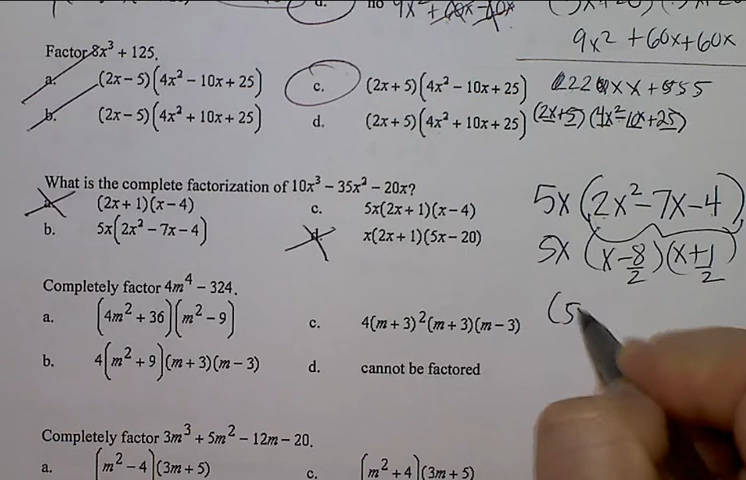 d. no 9x² + 60x - 40x
9x² + 60x + 60x
Factor 8x³ + 125.
a. (2x - 5)(4x² - 10x + 25) c. (2x + 5)(4x² - 10x + 25)
b. (2x - 5)(4x² + 10x + 25) d. (2x + 5)(4x² + 10x + 25) (2x+5)(4x²-10x+25)
What is the complete factorization of 10x³ - 35x² - 20x?
a. (2x + 1)(x - 4) c. 5x(2x + 1)(x - 4) 5x(2x²-7x-4)
b. 5x(2x² - 7x - 4) d. x(2x + 1)(5x - 20) 5x(x-8/2)(x+1/2)
Completely factor 4m⁴ - 324.
a. (4m² + 36)(m² - 9) c. 4(m + 3)²(m + 3)(m - 3) (5
b. 4(m² + 9)(m + 3)(m - 3) d. cannot be factored
Completely factor 3m³ + 5m² - 12m - 20.
a. (m² - 4)(3m + 5) c. (m² + 4)(3m + 5)